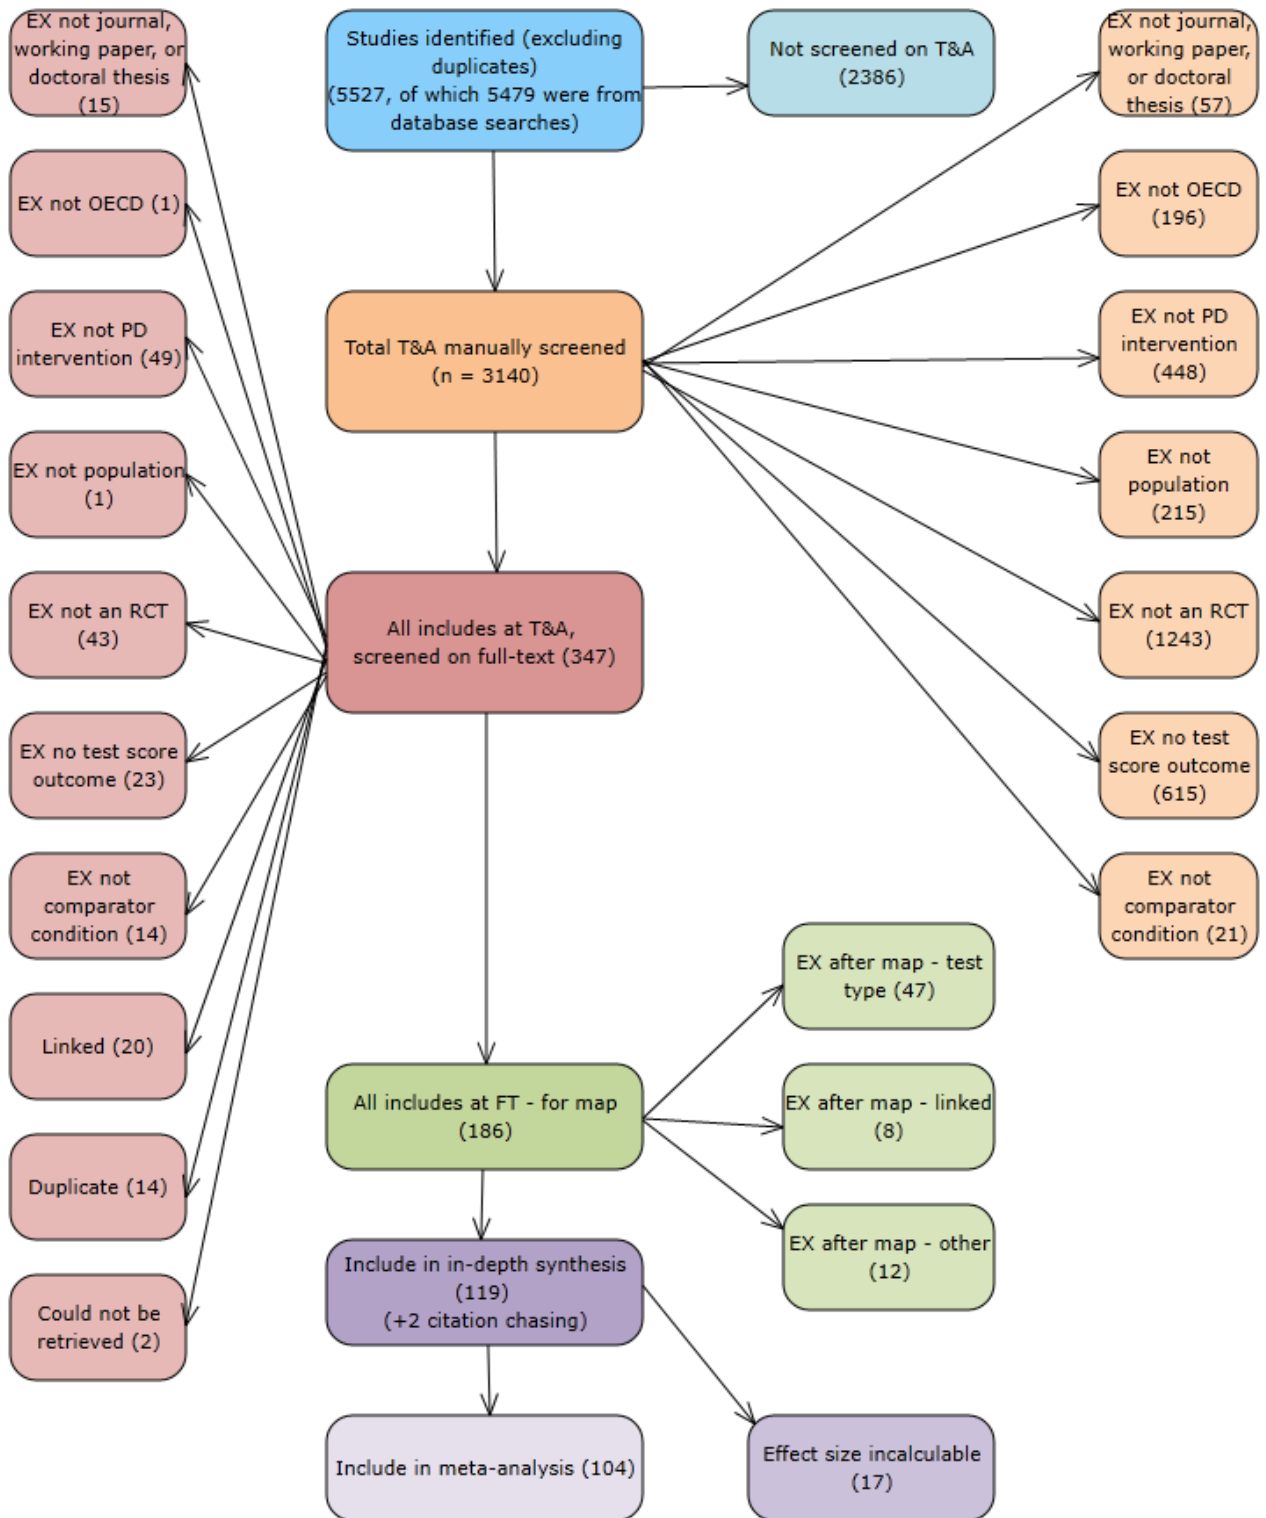 EX not journal,
working paper, or
doctoral thesis
(15)
Studies identified (excluding
duplicates)
(5527, of which 5479 were from
database searches)
Not screened on T&A
(2386)
EX not journal,
working paper,
or doctoral
thesis (57)
EX not OECD (1)
EX not OECD
(196)
EX not PD
intervention (49)
Total T&A manually screened
(n = 3140)
EX not PD
intervention
(448)
EX not population
(1)
EX not
population
(215)
EX not an RCT
(43)
All includes at T&A,
screened on full-text (347)
EX not an RCT
(1243)
EX no test score
outcome (23)
EX no test
score outcome
(615)
EX not
comparator
condition (14)
EX not
comparator
condition (21)
EX after map - test
type (47)
Linked (20)
All includes at FT - for map
(186)
EX after map - linked
(8)
Duplicate (14)
EX after map - other
(12)
Include in in-depth synthesis
(119)
(+2 citation chasing)
Could not be
retrieved (2)
Include in meta-analysis (104)
Effect size incalculable
(17)